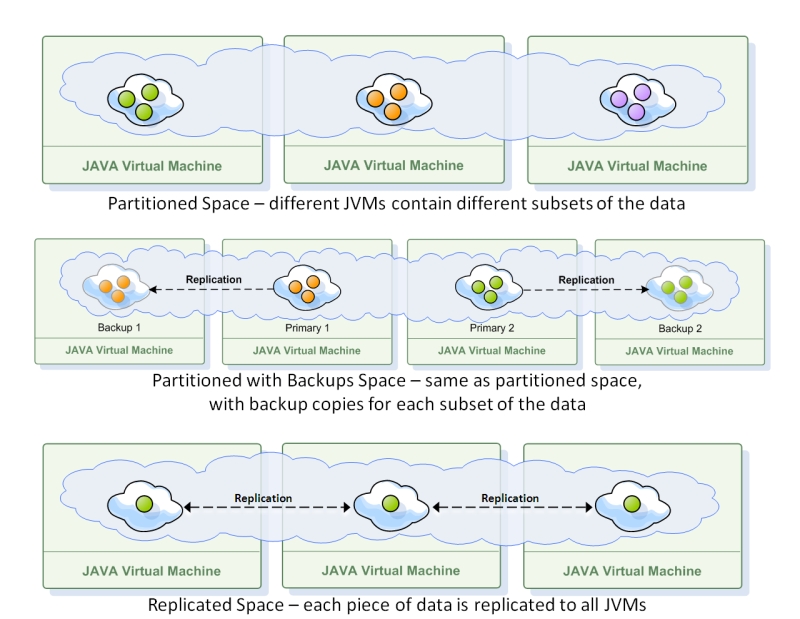 JAVA Virtual Machine JAVA Virtual Machine JAVA Virtual Machine
Partitioned Space – different JVMs contain different subsets of the data
Replication Replication
Backup 1 Primary 1 Primary 2 Backup 2
JAVA Virtual Machine JAVA Virtual Machine JAVA Virtual Machine JAVA Virtual Machine
Partitioned with Backups Space – same as partitioned space,
with backup copies for each subset of the data
Replication Replication
JAVA Virtual Machine JAVA Virtual Machine JAVA Virtual Machine
Replicated Space – each piece of data is replicated to all JVMs